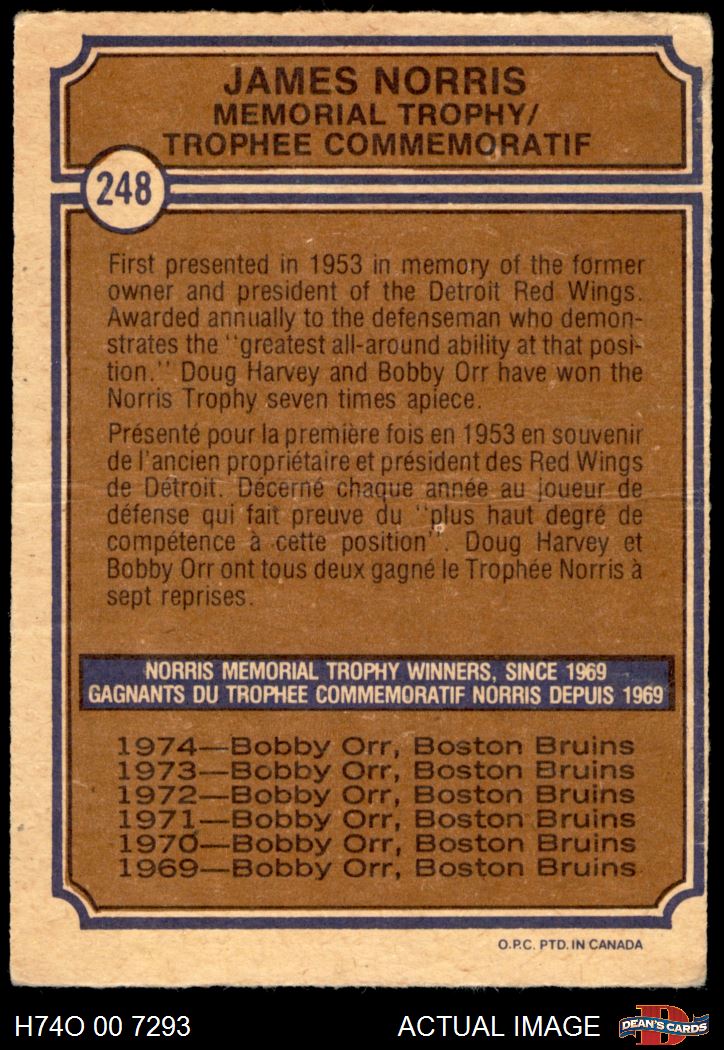 JAMES NORRIS
MEMORIAL TROPHY/
TROPHEE COMMEMORATIF
248
First presented in 1953 in memory of the former
owner and president of the Detroit Red Wings.
Awarded annually to the defenseman who demon-
strates the "greatest all-around ability at that posi-
tion." Doug Harvey and Bobby Orr have won the
Norris Trophy seven times apiece.
Présenté pour la première fois en 1953 en souvenir
de l'ancien propriétaire et président des Red Wings
de Détroit. Décerné chaque année au joueur de
défense qui fait preuve du "plus haut degré de
compétence à cette position". Doug Harvey et
Bobby Orr ont tous deux gagné le Trophée Norris à
sept reprises.
NORRIS MEMORIAL TROPHY WINNERS, SINCE 1969
GAGNANTS DU TROPHEE COMMEMORATIF NORRIS DEPUIS 1969
1974—Bobby Orr, Boston Bruins
1973—Bobby Orr, Boston Bruins
1972—Bobby Orr, Boston Bruins
1971—Bobby Orr, Boston Bruins
1970—Bobby Orr, Boston Bruins
1969—Bobby Orr, Boston Bruins
O.P.C. PTD. IN CANADA
H74O 00 7293
ACTUAL IMAGE
D
DEAN'S CARDS